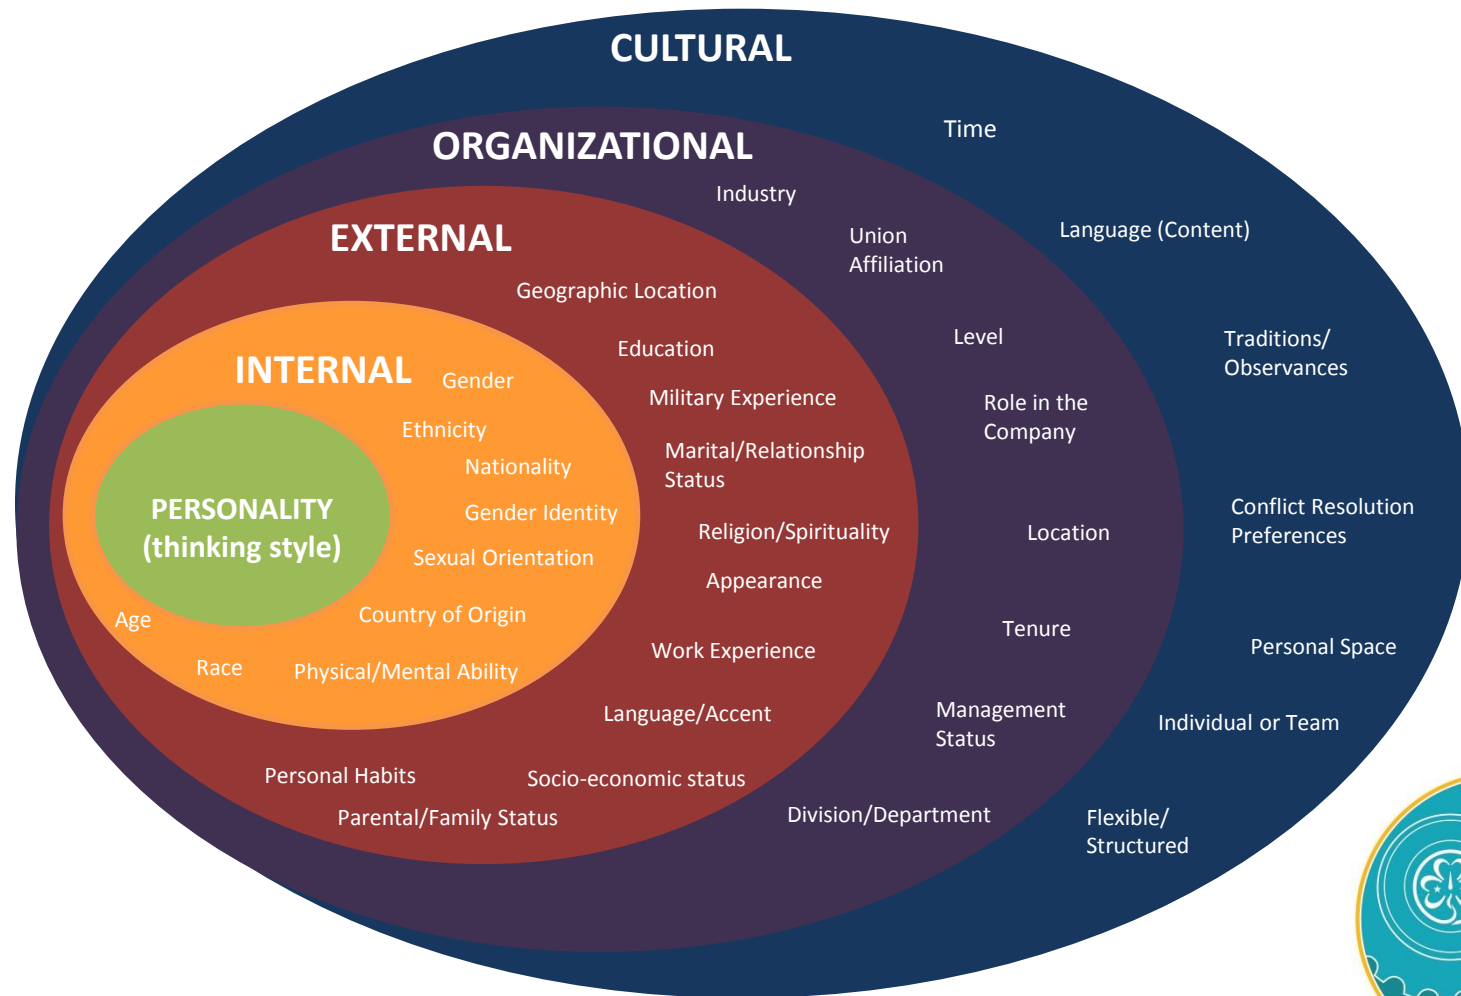 CULTURAL
Time
Language (Content)
Traditions/
Observances
Conflict Resolution
Preferences
Personal Space
Individual or Team
Flexible/
Structured
ORGANIZATIONAL
Industry
Union
Affiliation
Level
Role in the
Company
Location
Tenure
Management
Status
Division/Department
EXTERNAL
Geographic Location
Education
Military Experience
Marital/Relationship
Status
Religion/Spirituality
Appearance
Work Experience
Language/Accent
Socio-economic status
Personal Habits
Parental/Family Status
INTERNAL
Gender
Ethnicity
Nationality
Gender Identity
Sexual Orientation
Country of Origin
Physical/Mental Ability
Race
Age
PERSONALITY
(thinking style)